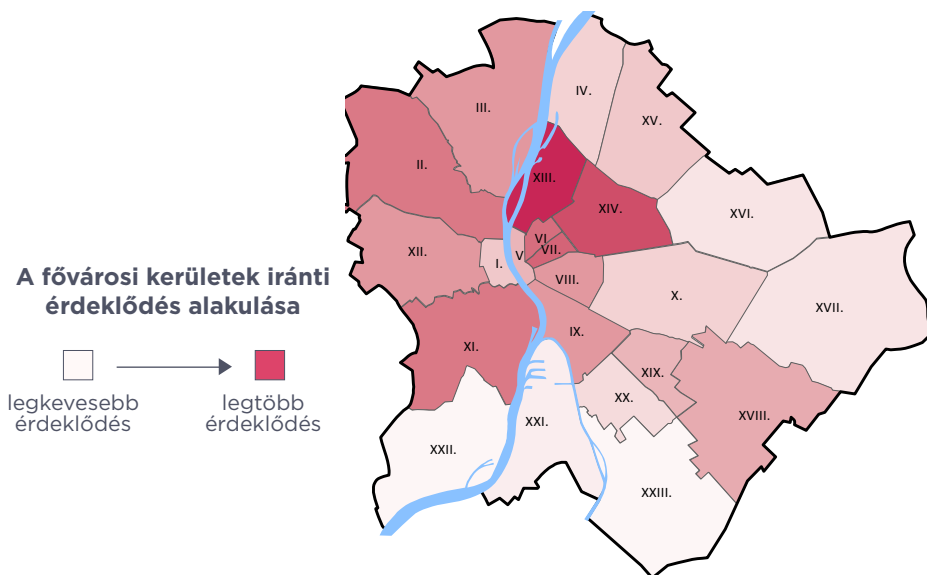 III.
IV.
XV.
II.
XIII.
XIV.
XVI.
XII.
I.
V
VI.
VII.
VIII.
X.
XVII.
A fővárosi kerületek iránti
érdeklődés alakulása
legkevesebb
érdeklődés
legtöbb
érdeklődés
XI.
IX.
XIX.
XX.
XVIII.
XXI.
XXII.
XXIII.